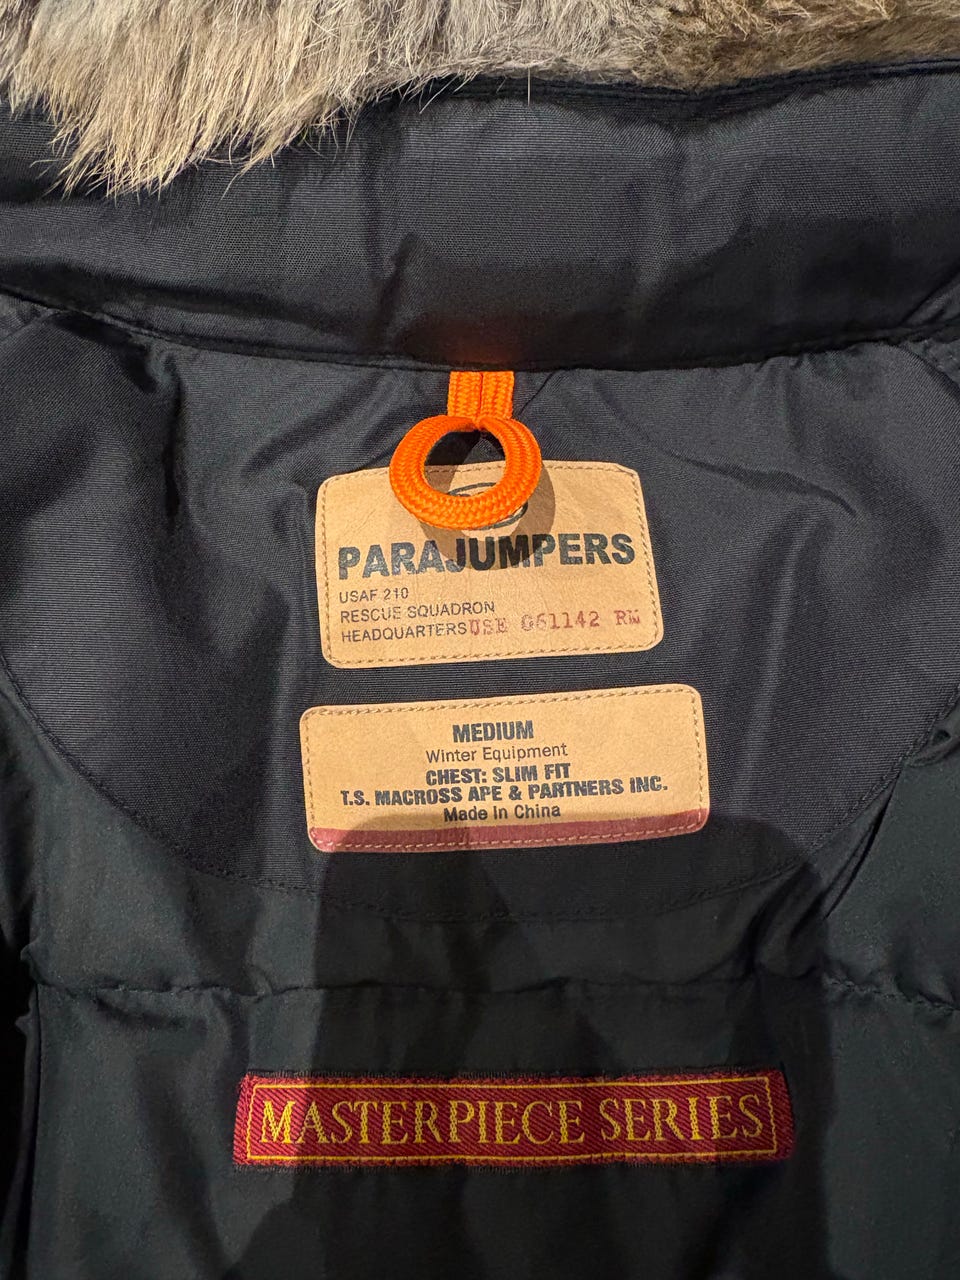 PARAJUMPERS
USAF 210
RESCUE SQUADRON
HEADQUARTERS USE 061142 RW
MEDIUM
Winter Equipment
CHEST: SLIM FIT
T.S. MACROSS APE & PARTNERS INC.
Made In China
MASTERPIECE SERIES